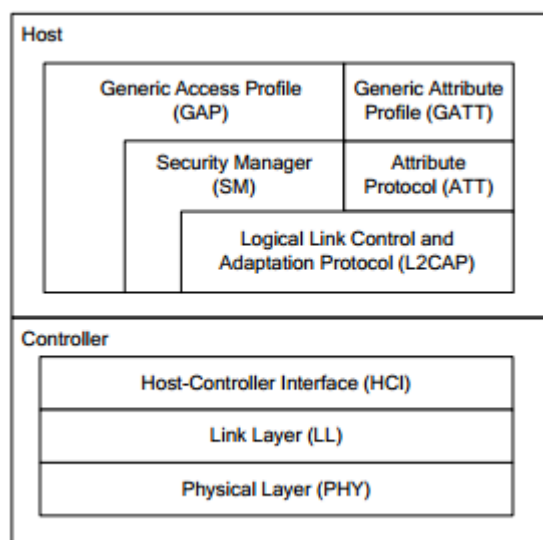 Host
Generic Access Profile
(GAP)
Generic Attribute
Profile (GATT)
Security Manager
(SM)
Attribute
Protocol (ATT)
Logical Link Control and
Adaptation Protocol (L2CAP)
Controller
Host-Controller Interface (HCI)
Link Layer (LL)
Physical Layer (PHY)